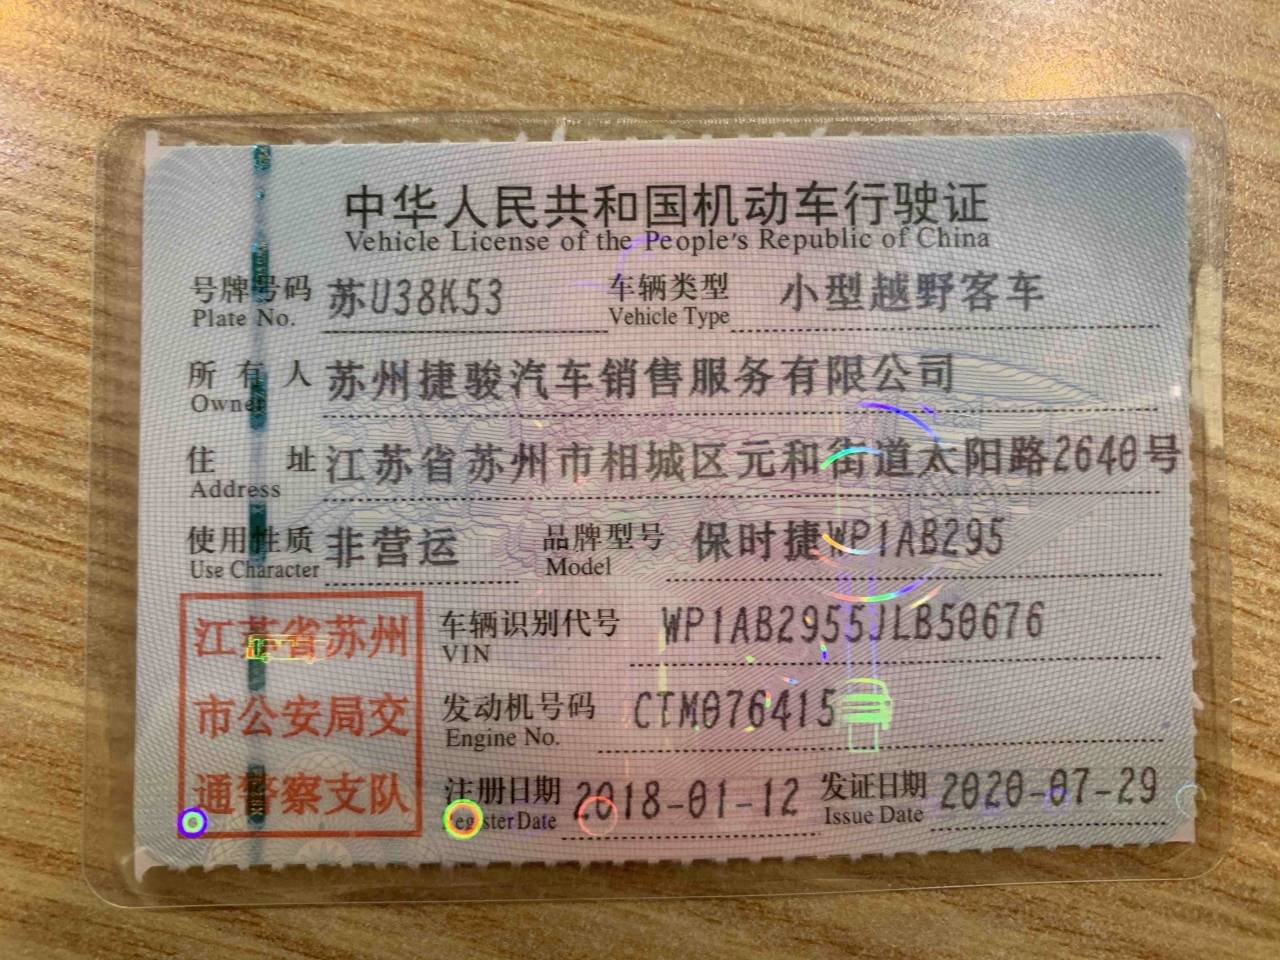 中华人民共和国机动车行驶证
Vehicle License of the People's Republic of China
号牌号码 苏U38K53 车辆类型 小型越野客车
Plate No. Vehicle Type
所有人 苏州捷骏汽车销售服务有限公司
Owner
住址 江苏省苏州市相城区元和街道太阳路2640号
Address
使用性质 非营运 品牌型号 保时捷WP1AB295
Use Character Model
江苏省苏州
市公安局交
通警察支队
车辆识别代号 WP1AB2955JLB50676
VIN
发动机号码 CTM076415
Engine No.
注册日期 2018-01-12 发证日期 2020-07-29
Register Date Issue Date